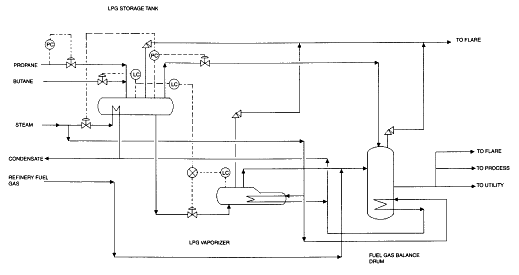 LPG STORAGE TANK
TO FLARE
PC
LC
PC
PROPANE
LC
BUTANE
STEAM
CONDENSATE
TO FLARE
TO PROCESS
REFINERY FUEL
GAS
LC
TO UTILITY
LPG VAPORIZER
FUEL GAS BALANCE
DRUM